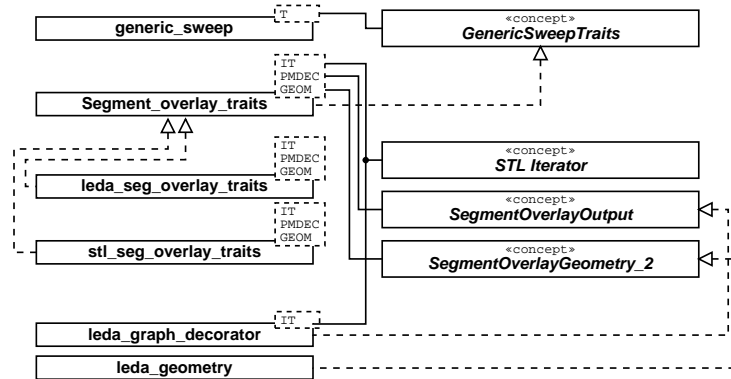 T
generic_sweep
«concept»
GenericSweepTraits
IT
PMDEC
GEOM
Segment_overlay_traits
IT
PMDEC
GEOM
leda_seg_overlay_traits
«concept»
STL Iterator
IT
PMDEC
GEOM
stl_seg_overlay_traits
«concept»
SegmentOverlayOutput
«concept»
SegmentOverlayGeometry_2
IT
leda_graph_decorator
leda_geometry